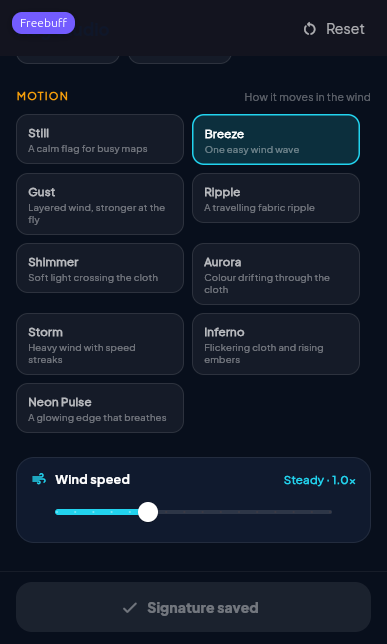 Freebuff
Reset
MOTION
How it moves in the wind
Still
A calm flag for busy maps
Breeze
One easy wind wave
Gust
Layered wind, stronger at the
fly
Ripple
A travelling fabric ripple
Shimmer
Soft light crossing the cloth
Aurora
Colour drifting through the
cloth
Storm
Heavy wind with speed
streaks
Inferno
Flickering cloth and rising
embers
Neon Pulse
A glowing edge that breathes
Wind speed
Steady · 1.0×
Signature saved